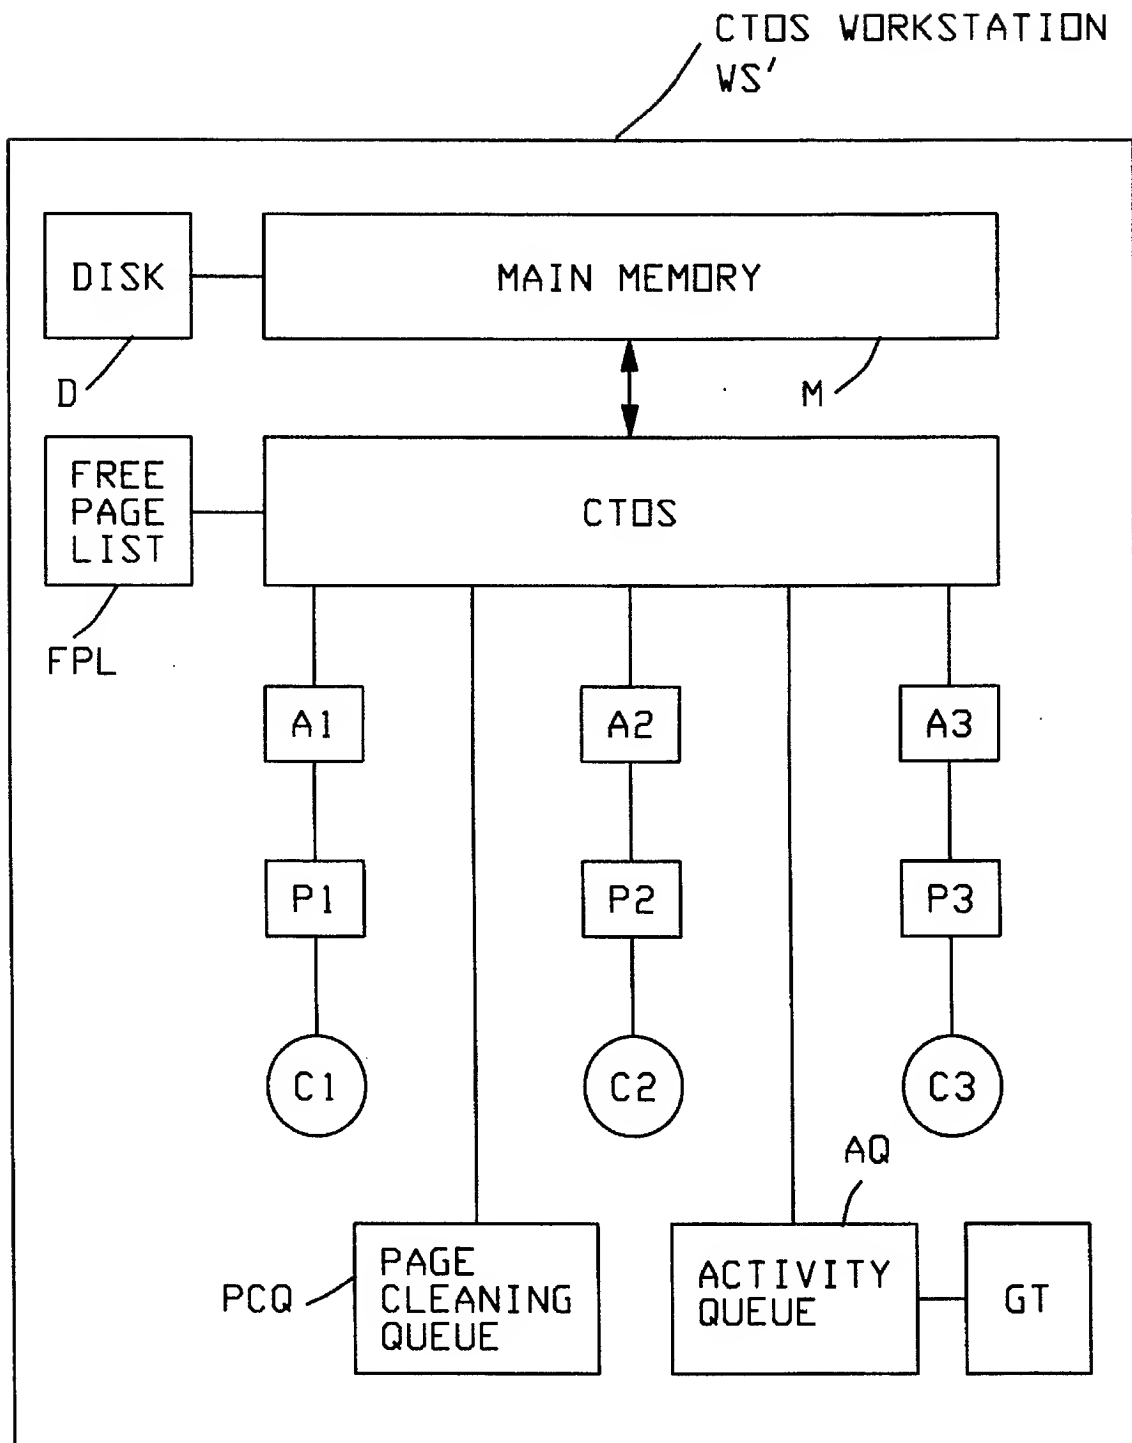 CTOS WORKSTATION
WS'
DISK
MAIN MEMORY
D
M
FREE
PAGE
LIST
CTOS
FPL
A1
A2
A3
P1
P2
P3
C1
C2
C3
AQ
PCQ
PAGE
CLEANING
QUEUE
ACTIVITY
QUEUE
GT